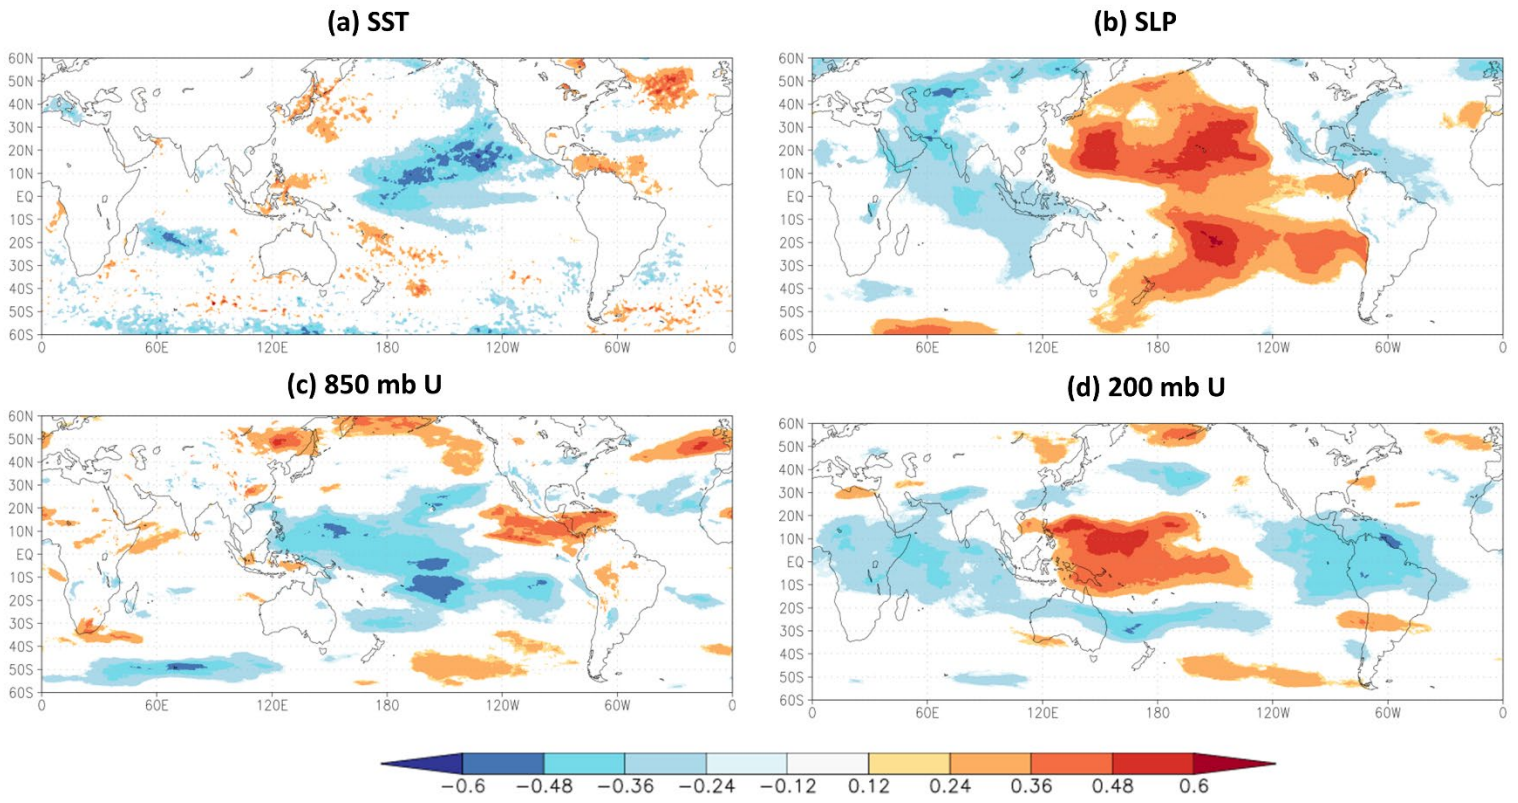 (a) SST
60N
50N
40N
30N
20N
10N
EQ
10S
20S
30S
40S
50S
60S
0 60E 120E 180 120W 60W 0
(b) SLP
60N
50N
40N
30N
20N
10N
EQ
10S
20S
30S
40S
50S
60S
0 60E 120E 180 120W 60W 0
(c) 850 mb U
60N
50N
40N
30N
20N
10N
EQ
10S
20S
30S
40S
50S
60S
0 60E 120E 180 120W 60W 0
(d) 200 mb U
60N
50N
40N
30N
20N
10N
EQ
10S
20S
30S
40S
50S
60S
0 60E 120E 180 120W 60W 0
−0.6 −0.48 −0.36 −0.24 −0.12 0.12 0.24 0.36 0.48 0.6